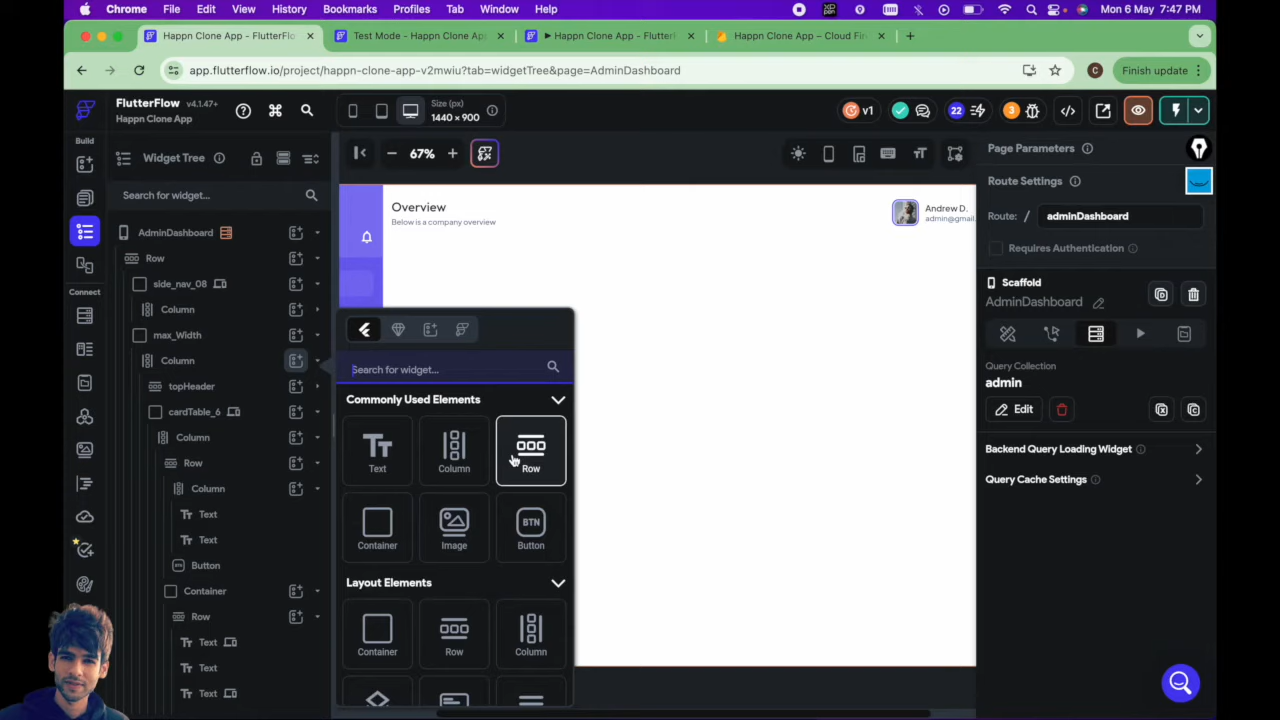 Chrome File Edit View History Bookmarks Profiles Tab Window Help Mon 6 May 7:47 PM
Happn Clone App - FlutterFlo Test Mode - Happn Clone App Happn Clone App - FlutterF Happn Clone App – Cloud Fir
app.flutterflow.io/project/happn-clone-app-v2mwiu?tab=widgetTree&page=AdminDashboard C Finish update
FlutterFlow v4.1.47+
Happn Clone App
Size (px)
1440 × 900
v1 22 3
Build
Widget Tree
67%
Page Parameters
Search for widget...
Route Settings
Route: / adminDashboard
AdminDashboard
Requires Authentication
Row
side_nav_08
Column
max_Width
Column
topHeader
cardTable_6
Column
Row
Column
Text
Text
Button
Container
Row
Text
Text
Text
Connect
Overview
Below is a company overview
Andrew D.
admin@gmail.
Search for widget...
Commonly Used Elements
Text Column Row
Container Image Button
BTN
Layout Elements
Container Row Column
Scaffold
AdminDashboard
Query Collection
admin
Edit
Backend Query Loading Widget
Query Cache Settings